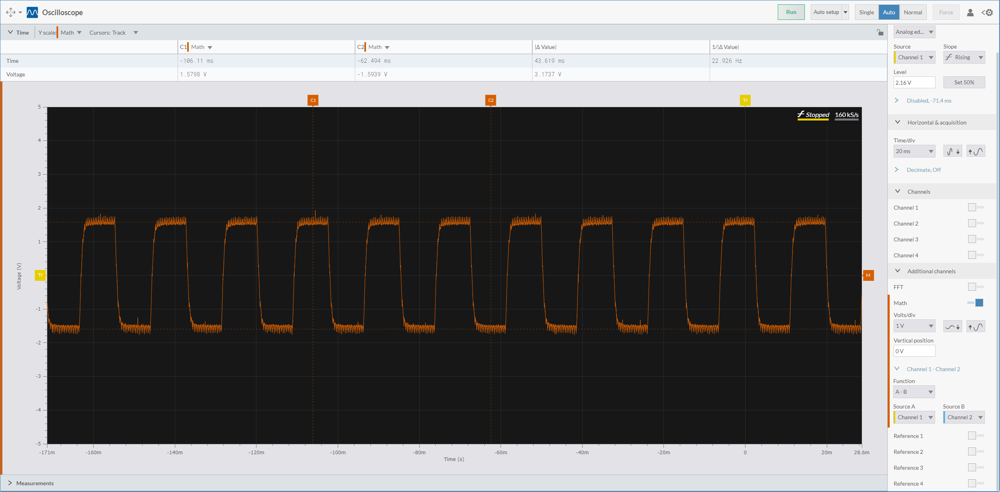 Oscilloscope
Run
Auto setup
Single Auto Normal
Force
Time Y scale: Math Cursors: Track
C1 Math C2 Math |Δ Value| 1/|Δ Value|
Time -106.11 ms -62.494 ms 43.619 ms 22.926 Hz
Voltage 1.5798 V -1.5939 V 3.1737 V
C1 C2 Tr
Stopped 160 kS/s
5
4
3
2
1
Tr
M
-1
-2
-3
-4
-5
Voltage (V)
-171m -160m -140m -120m -100m -80m -60m -40m -20m 0 20m 28.6m
Time (s)
Measurements
Analog ed...
Source Slope
Channel 1 Rising
Level
2.16 V Set 50%
Disabled, -71.4 ms
Horizontal & acquisition
Time/div
20 ms
Decimate, Off
Channels
Channel 1
Channel 2
Channel 3
Channel 4
Additional channels
FFT
Math
Volts/div
1 V
Vertical position
0 V
Channel 1 - Channel 2
Function
A - B
Source A Source B
Channel 1 Channel 2
Reference 1
Reference 2
Reference 3
Reference 4